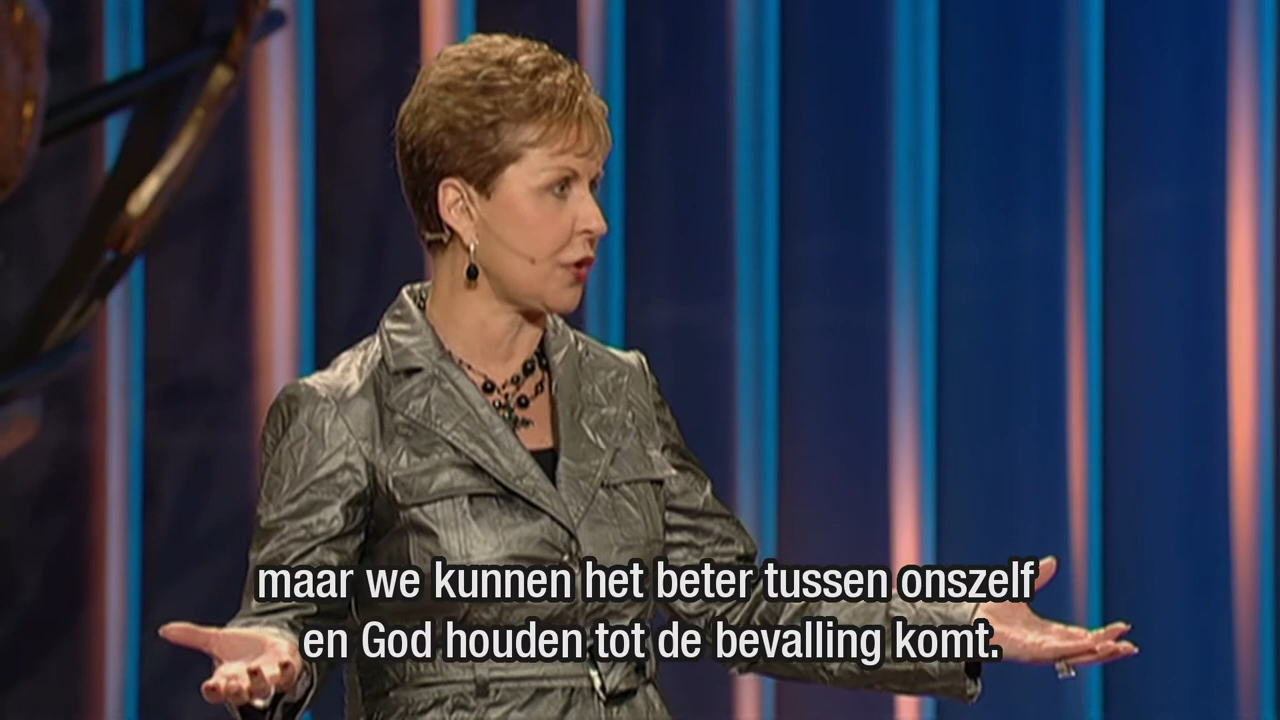 maar we kunnen het beter tussen onszelf
en God houden tot de bevalling komt.